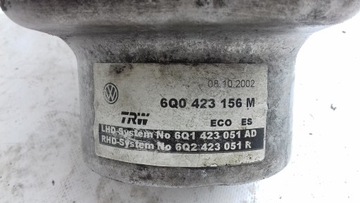 08.10.2002
6Q0 423 156 M
TRW
ECO ES
LHD-System No 6Q1 423 051 AD
RHD-System No 6Q2 423 051 R